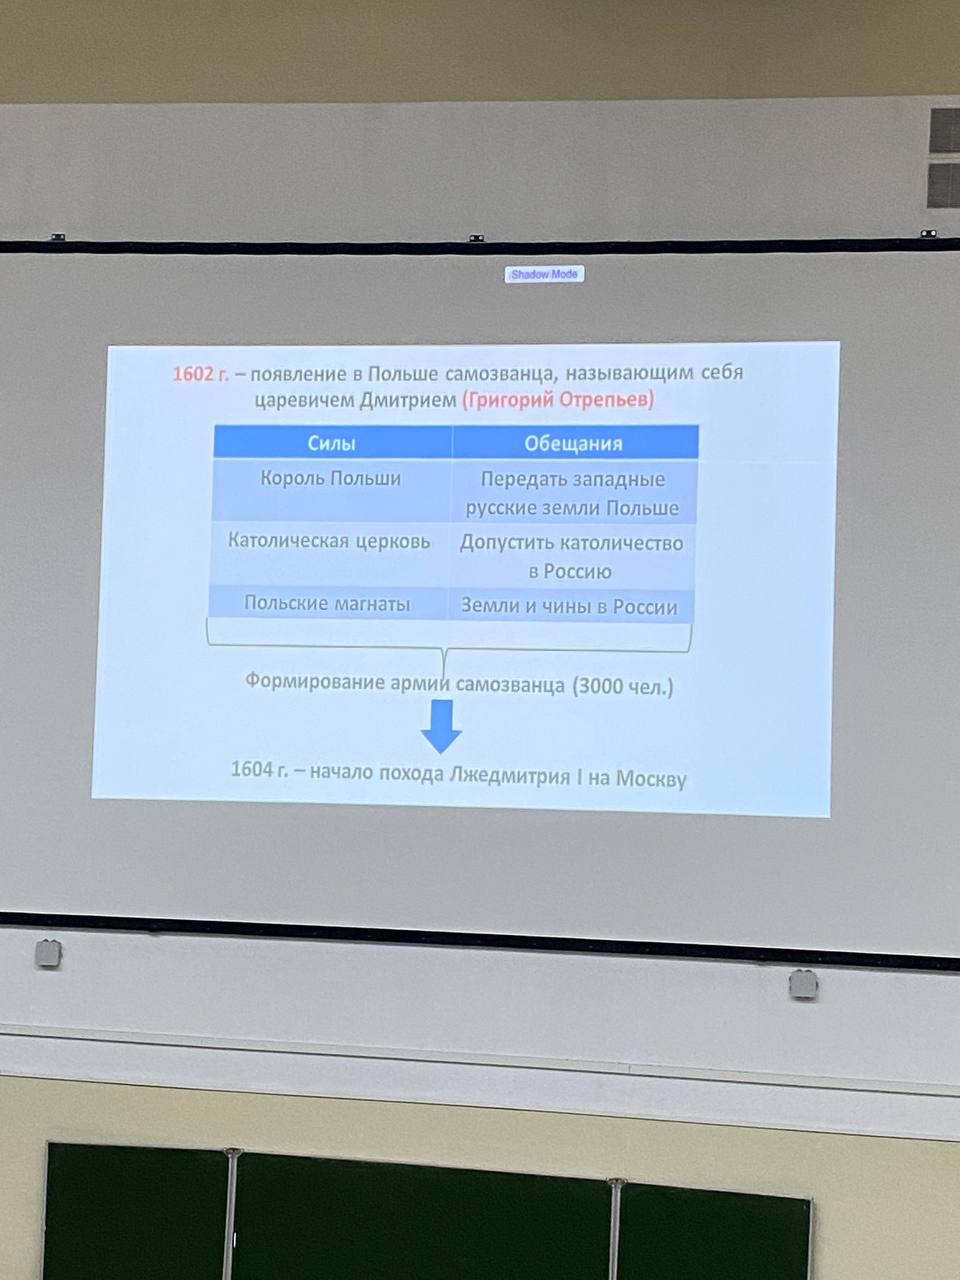 Shadow Mode
1602 г. – появление в Польше самозванца, называющим себя
царевичем Дмитрием (Григорий Отрепьев)
Силы Обещания
Король Польши Передать западные
русские земли Польше
Католическая церковь Допустить католичество
в Россию
Польские магнаты Земли и чины в России
Формирование армии самозванца (3000 чел.)
1604 г. – начало похода Лжедмитрия I на Москву